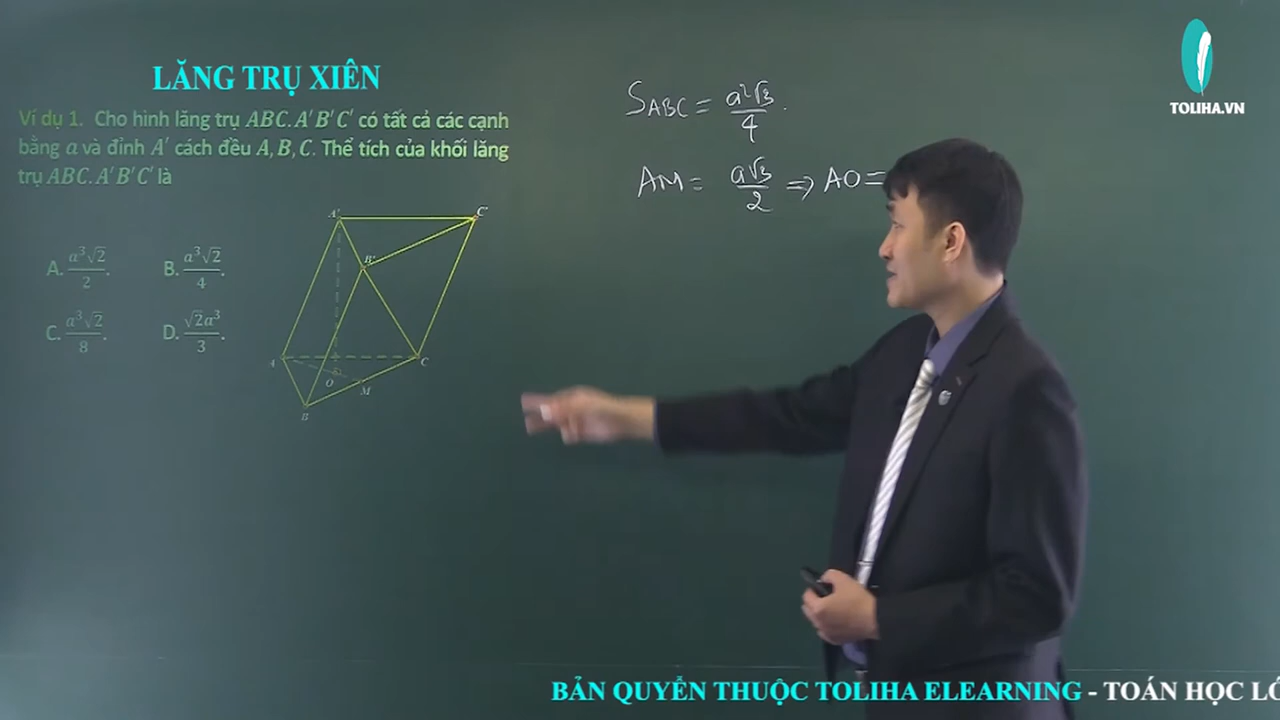 LĂNG TRỤ XIÊN
Ví dụ 1. Cho hình lăng trụ ABC.A'B'C' có tất cả các cạnh
bằng a và đỉnh A' cách đều A, B, C. Thể tích của khối lăng
trụ ABC.A'B'C' là
A. a³√2/2.
B. a³√2/4.
C. a³√2/8.
D. √2a³/3.
A'
C'
B'
A
C
O
M
B
S_ABC = a²√3/4.
AM = a√3/2 ⇒ AO =
TOLIHA.VN
BẢN QUYỀN THUỘC TOLIHA ELEARNING - TOÁN HỌC LỚ